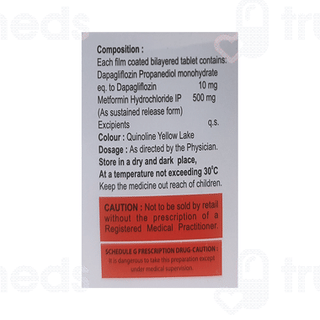 Composition :
Each film coated bilayered tablet contains:
Dapagliflozin Propanediol monohydrate
eq. to Dapagliflozin 10 mg
Metformin Hydrochloride IP 500 mg
(As sustained release form)
Excipients q.s.
Colour : Quinoline Yellow Lake
Dosage : As directed by the Physician.
Store in a dry and dark place,
At a temperature not exceeding 30°C
Keep the medicine out reach of children.
CAUTION : Not to be sold by retail
without the prescription of a
Registered Medical Practitioner.
SCHEDULE G PRESCRIPTION DRUG-CAUTION :
It is dangerous to take this preparation except
under medical supervision.